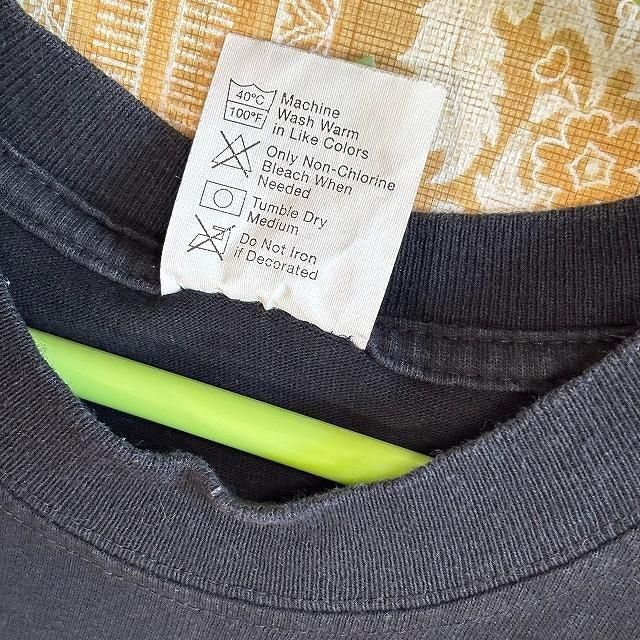 40°C
100°F
Machine
Wash Warm
in Like Colors
Only Non-Chlorine
Bleach When
Needed
Tumble Dry
Medium
Do Not Iron
if Decorated